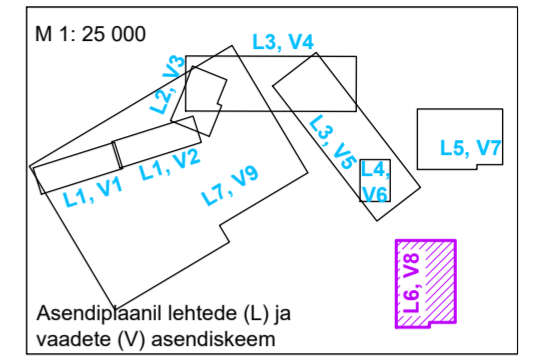 M 1: 25 000
L3, V4
L2, V3
L3, V5
L5, V7
L1, V2
L1, V1
L4,
V6
L7, V9
L6, V8
Asendiplaanil lehtede (L) ja
vaadete (V) asendiskeem